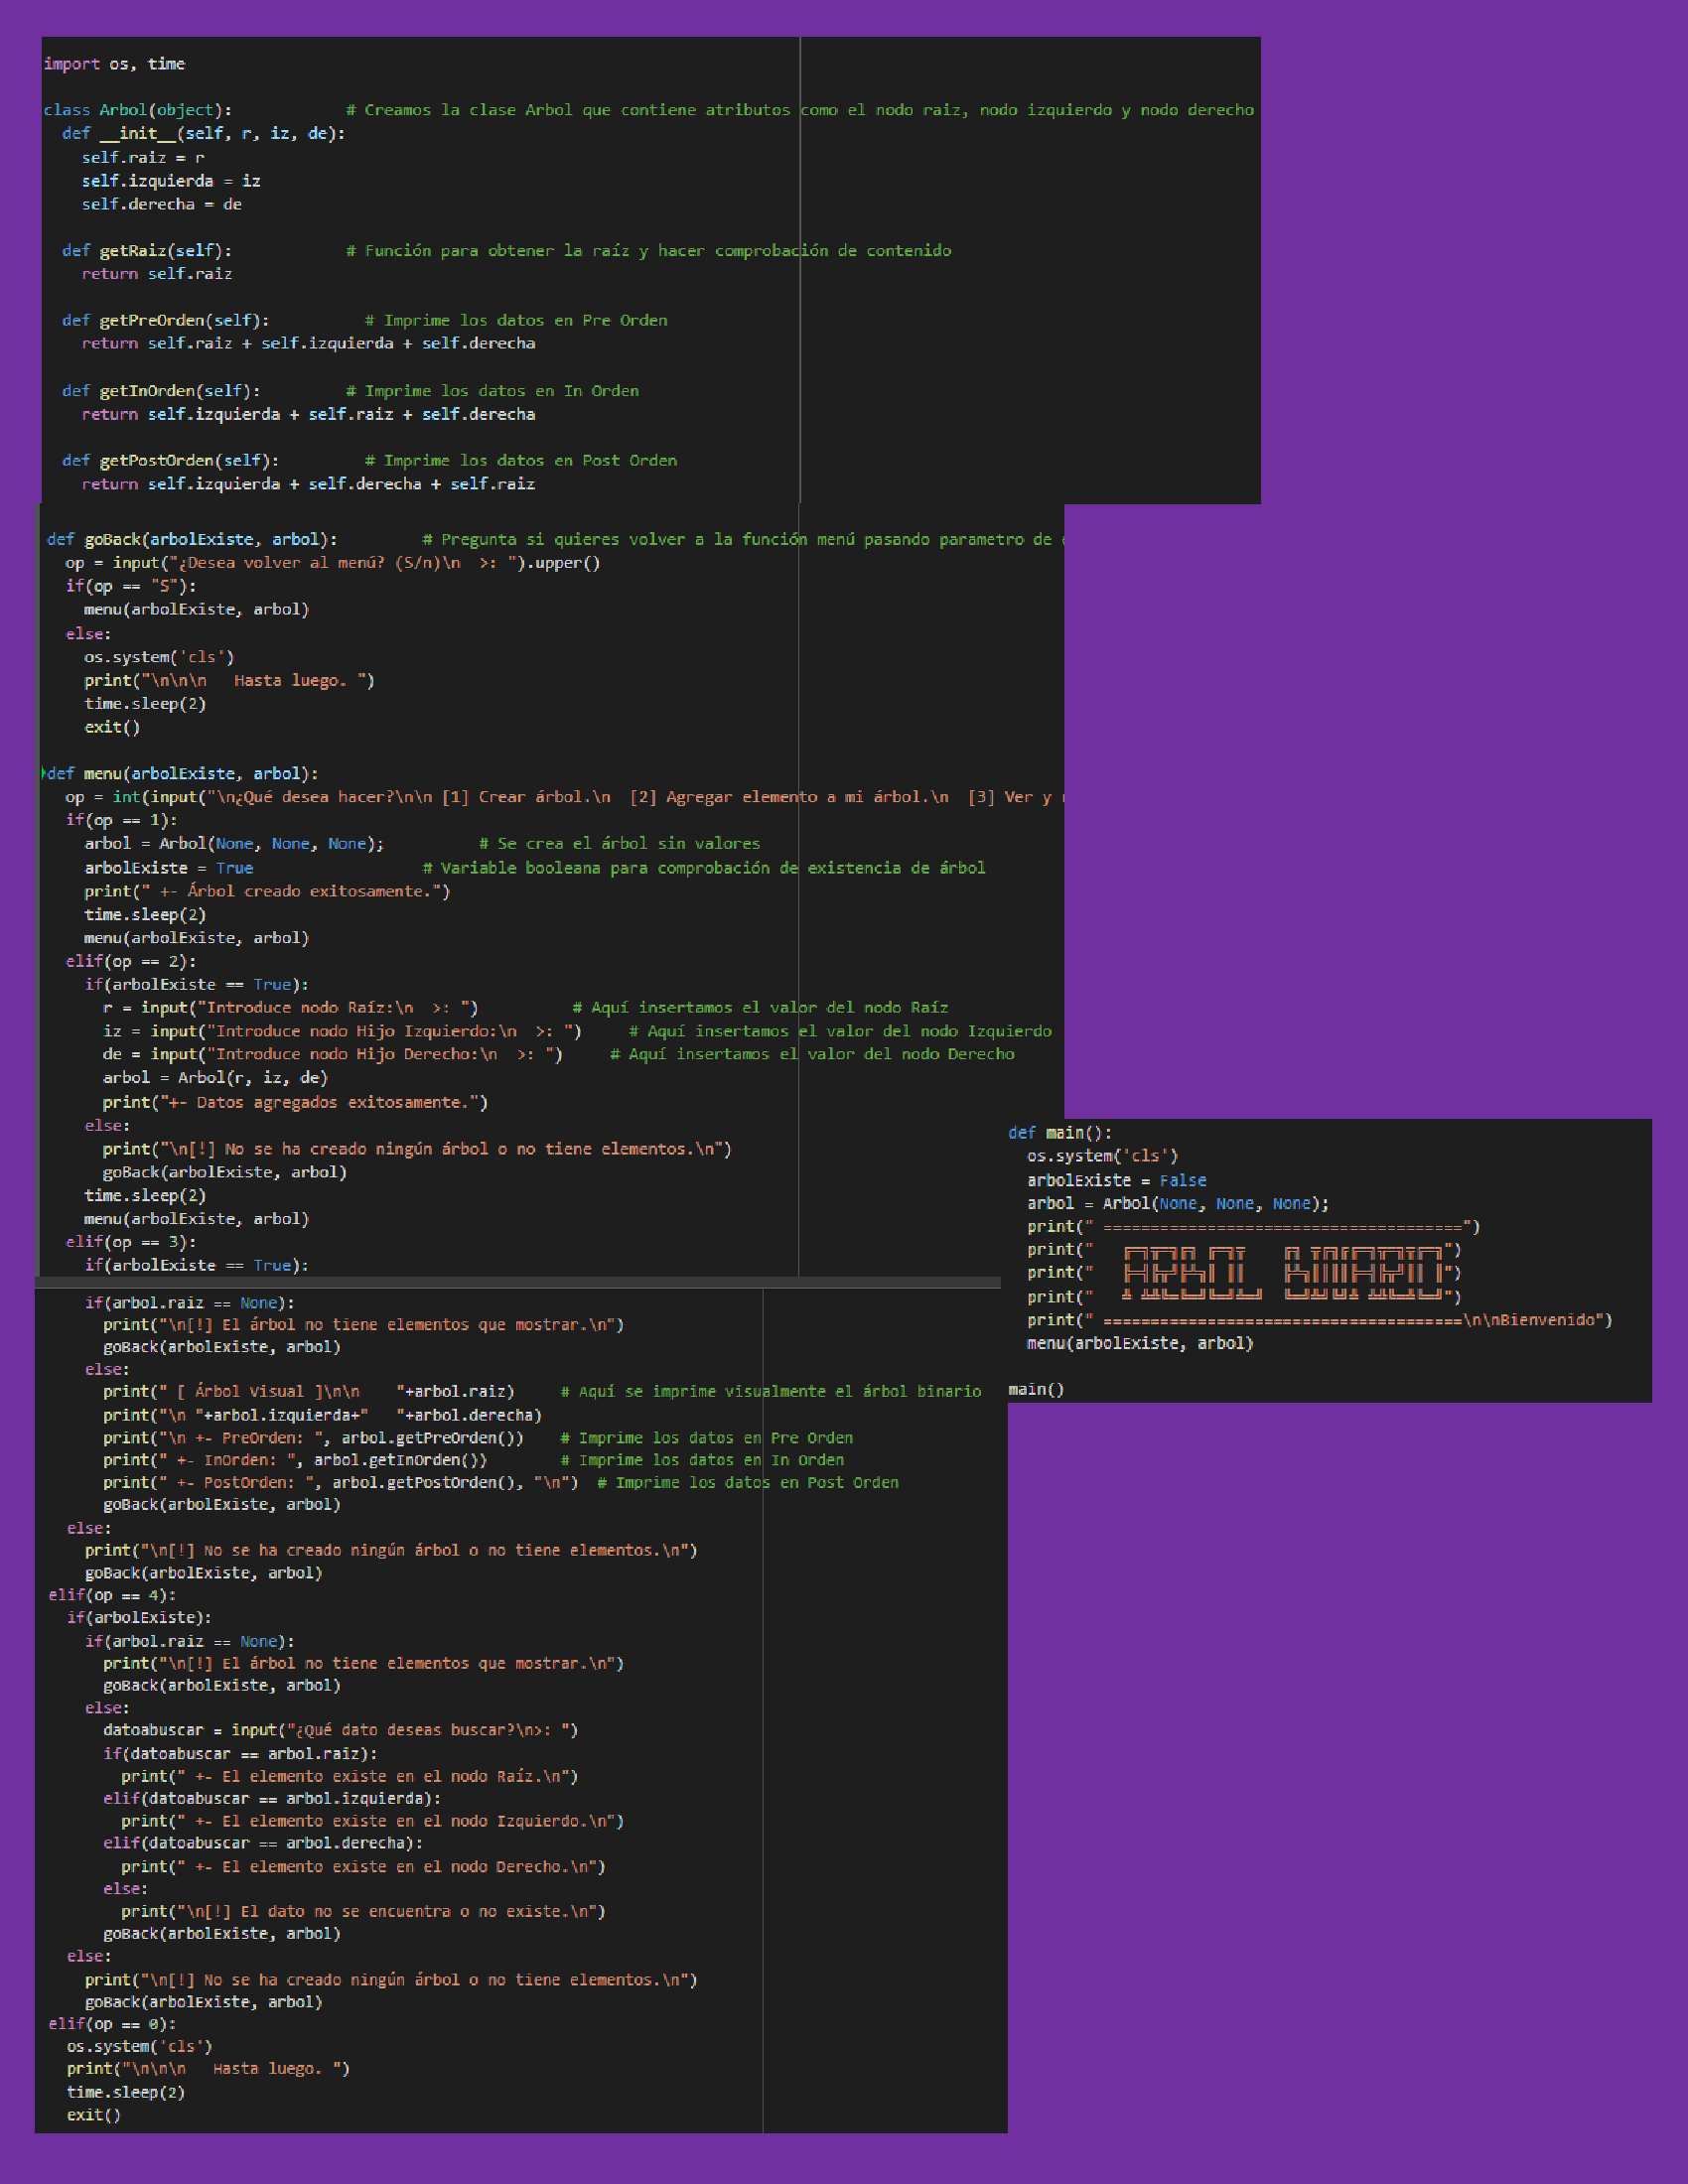 import os, time
class Arbol(object):            # Creamos la clase Arbol que contiene atributos como el nodo raiz, nodo izquierdo y nodo derecho
  def __init__(self, r, iz, de):
    self.raiz = r
    self.izquierda = iz
    self.derecha = de
  def getRaiz(self):            # Función para obtener la raíz y hacer comprobación de contenido
    return self.raiz
  def getPreOrden(self):          # Imprime los datos en Pre Orden
    return self.raiz + self.izquierda + self.derecha
  def getInOrden(self):         # Imprime los datos en In Orden
    return self.izquierda + self.raiz + self.derecha
  def getPostOrden(self):         # Imprime los datos en Post Orden
    return self.izquierda + self.derecha + self.raiz
def goBack(arbolExiste, arbol):         # Pregunta si quieres volver a la función menú pasando parametro de
  op = input("¿Desea volver al menú? (S/n)\n  >: ").upper()
  if(op == "S"):
    menu(arbolExiste, arbol)
  else:
    os.system('cls')
    print("\n\n\n   Hasta luego. ")
    time.sleep(2)
    exit()
def menu(arbolExiste, arbol):
  op = int(input("\n¿Qué desea hacer?\n\n [1] Crear árbol.\n  [2] Agregar elemento a mi árbol.\n  [3] Ver y
  if(op == 1):
    arbol = Arbol(None, None, None);          # Se crea el árbol sin valores
    arbolExiste = True                  # Variable booleana para comprobación de existencia de árbol
    print(" +- Árbol creado exitosamente.")
    time.sleep(2)
    menu(arbolExiste, arbol)
  elif(op == 2):
    if(arbolExiste == True):
      r = input("Introduce nodo Raíz:\n  >: ")          # Aquí insertamos el valor del nodo Raíz
      iz = input("Introduce nodo Hijo Izquierdo:\n  >: ")     # Aquí insertamos el valor del nodo Izquierdo
      de = input("Introduce nodo Hijo Derecho:\n  >: ")     # Aquí insertamos el valor del nodo Derecho
      arbol = Arbol(r, iz, de)
      print("+- Datos agregados exitosamente.")
    else:
      print("\n[!] No se ha creado ningún árbol o no tiene elementos.\n")
      goBack(arbolExiste, arbol)
    time.sleep(2)
    menu(arbolExiste, arbol)
  elif(op == 3):
    if(arbolExiste == True):
    if(arbol.raiz == None):
      print("\n[!] El árbol no tiene elementos que mostrar.\n")
      goBack(arbolExiste, arbol)
    else:
      print(" [ Árbol Visual ]\n\n    "+arbol.raiz)     # Aquí se imprime visualmente el árbol binario
      print("\n "+arbol.izquierda+"   "+arbol.derecha)
      print("\n +- PreOrden: ", arbol.getPreOrden())    # Imprime los datos en Pre Orden
      print(" +- InOrden: ", arbol.getInOrden())        # Imprime los datos en In Orden
      print(" +- PostOrden: ", arbol.getPostOrden(), "\n")  # Imprime los datos en Post Orden
      goBack(arbolExiste, arbol)
  else:
    print("\n[!] No se ha creado ningún árbol o no tiene elementos.\n")
    goBack(arbolExiste, arbol)
elif(op == 4):
  if(arbolExiste):
    if(arbol.raiz == None):
      print("\n[!] El árbol no tiene elementos que mostrar.\n")
      goBack(arbolExiste, arbol)
    else:
      datoabuscar = input("¿Qué dato deseas buscar?\n>: ")
      if(datoabuscar == arbol.raiz):
        print(" +- El elemento existe en el nodo Raíz.\n")
      elif(datoabuscar == arbol.izquierda):
        print(" +- El elemento existe en el nodo Izquierdo.\n")
      elif(datoabuscar == arbol.derecha):
        print(" +- El elemento existe en el nodo Derecho.\n")
      else:
        print("\n[!] El dato no se encuentra o no existe.\n")
      goBack(arbolExiste, arbol)
  else:
    print("\n[!] No se ha creado ningún árbol o no tiene elementos.\n")
    goBack(arbolExiste, arbol)
elif(op == 0):
  os.system('cls')
  print("\n\n\n   Hasta luego. ")
  time.sleep(2)
  exit()
def main():
  os.system('cls')
  arbolExiste = False
  arbol = Arbol(None, None, None);
  print(" ======================================")
  print("
  print("
  print("
  print(" ======================================\n\nBienvenido")
  menu(arbolExiste, arbol)
main()